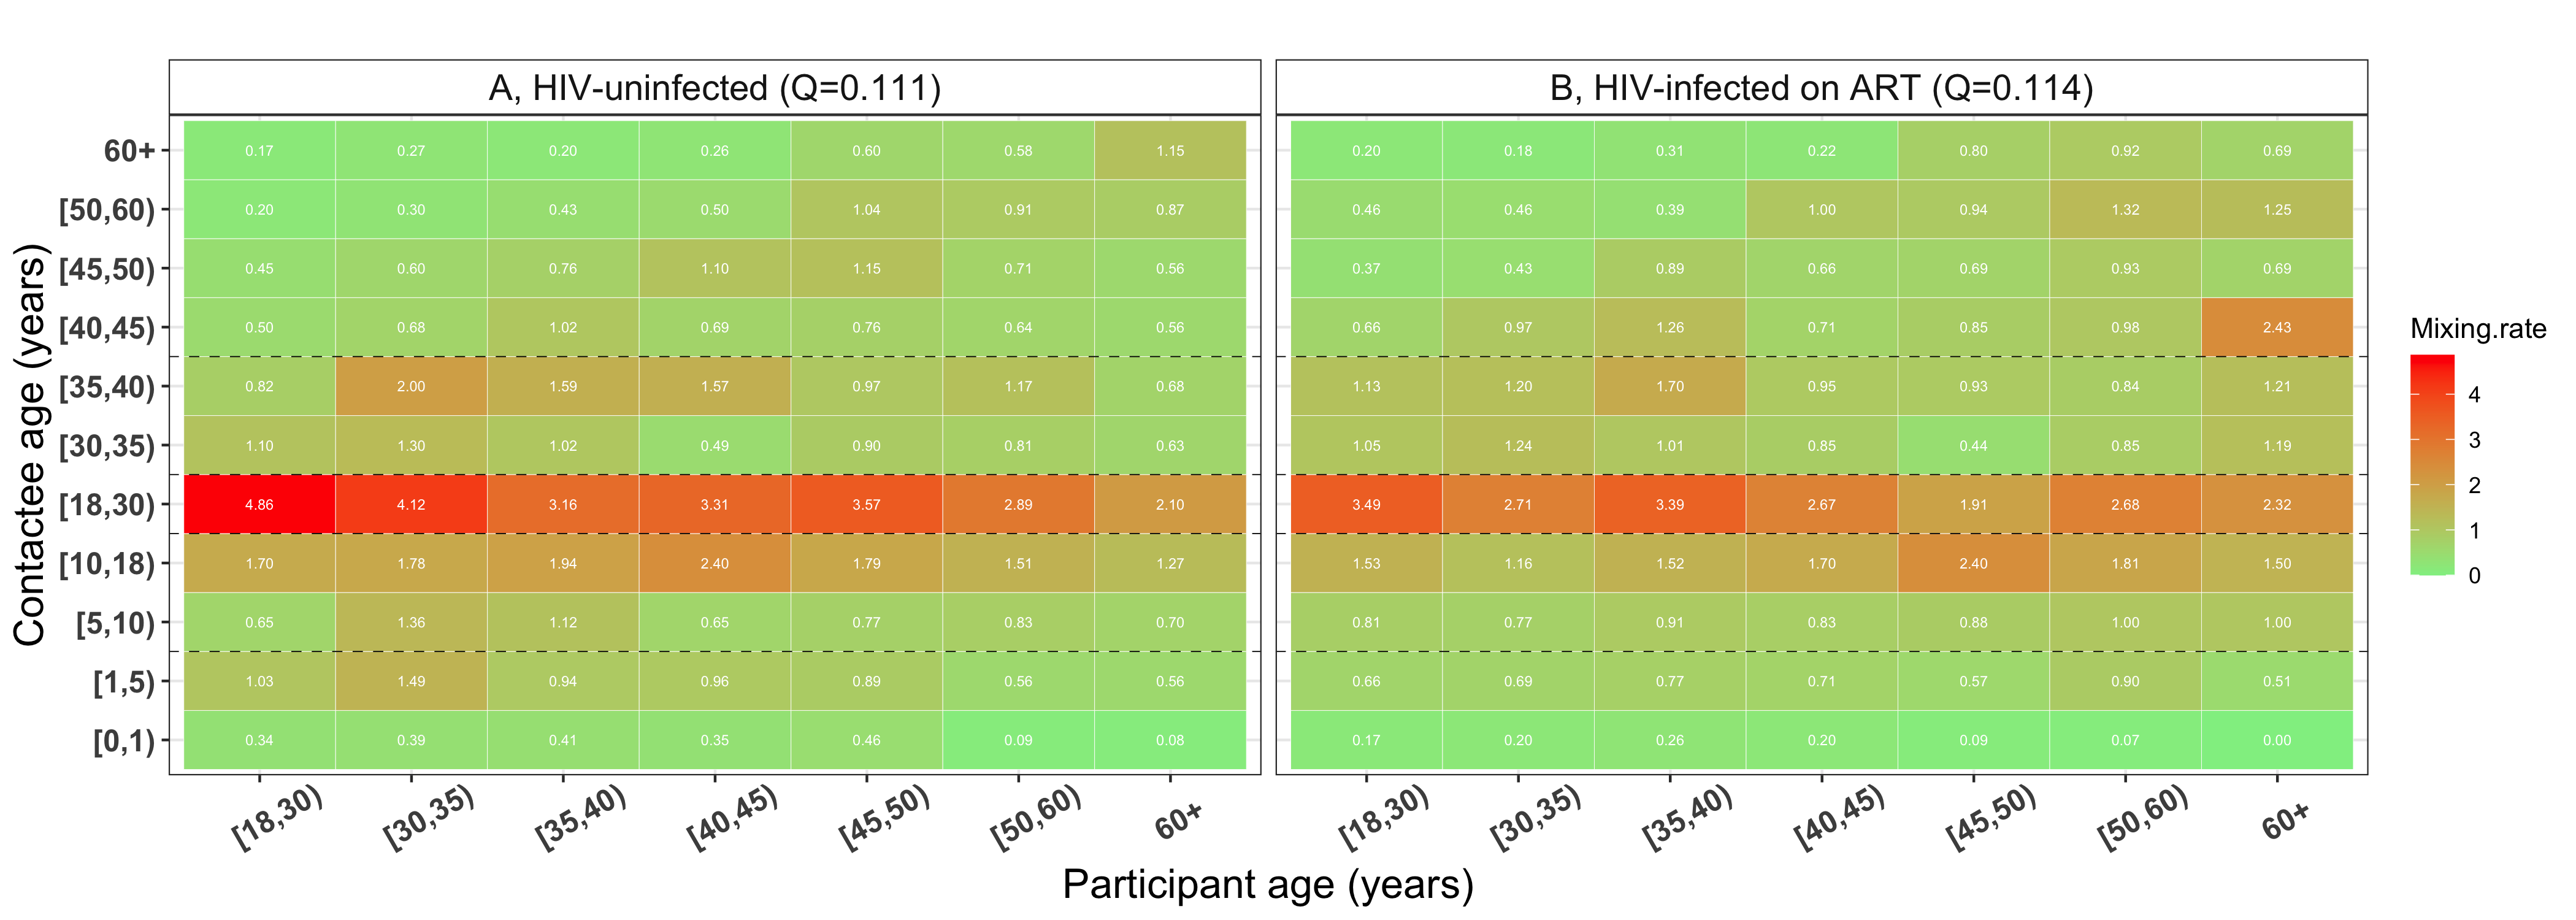 A, HIV-uninfected (Q=0.111)
B, HIV-infected on ART (Q=0.114)
Contactee age (years)
60+ 0.17 0.27 0.20 0.26 0.60 0.58 1.15 0.20 0.18 0.31 0.22 0.80 0.92 0.69
[50,60) 0.20 0.30 0.43 0.50 1.04 0.91 0.87 0.46 0.46 0.39 1.00 0.94 1.32 1.25
[45,50) 0.45 0.60 0.76 1.10 1.15 0.71 0.56 0.37 0.43 0.89 0.66 0.69 0.93 0.69
[40,45) 0.50 0.68 1.02 0.69 0.76 0.64 0.56 0.66 0.97 1.26 0.71 0.85 0.98 2.43
[35,40) 0.82 2.00 1.59 1.57 0.97 1.17 0.68 1.13 1.20 1.70 0.95 0.93 0.84 1.21
[30,35) 1.10 1.30 1.02 0.49 0.90 0.81 0.63 1.05 1.24 1.01 0.85 0.44 0.85 1.19
[18,30) 4.86 4.12 3.16 3.31 3.57 2.89 2.10 3.49 2.71 3.39 2.67 1.91 2.68 2.32
[10,18) 1.70 1.78 1.94 2.40 1.79 1.51 1.27 1.53 1.16 1.52 1.70 2.40 1.81 1.50
[5,10) 0.65 1.36 1.12 0.65 0.77 0.83 0.70 0.81 0.77 0.91 0.83 0.88 1.00 1.00
[1,5) 1.03 1.49 0.94 0.96 0.89 0.56 0.56 0.66 0.69 0.77 0.71 0.57 0.90 0.51
[0,1) 0.34 0.39 0.41 0.35 0.46 0.09 0.08 0.17 0.20 0.26 0.20 0.09 0.07 0.00
[18,30) [30,35) [35,40) [40,45) [45,50) [50,60) 60+ [18,30) [30,35) [35,40) [40,45) [45,50) [50,60) 60+
Participant age (years)
Mixing.rate
4
3
2
1
0